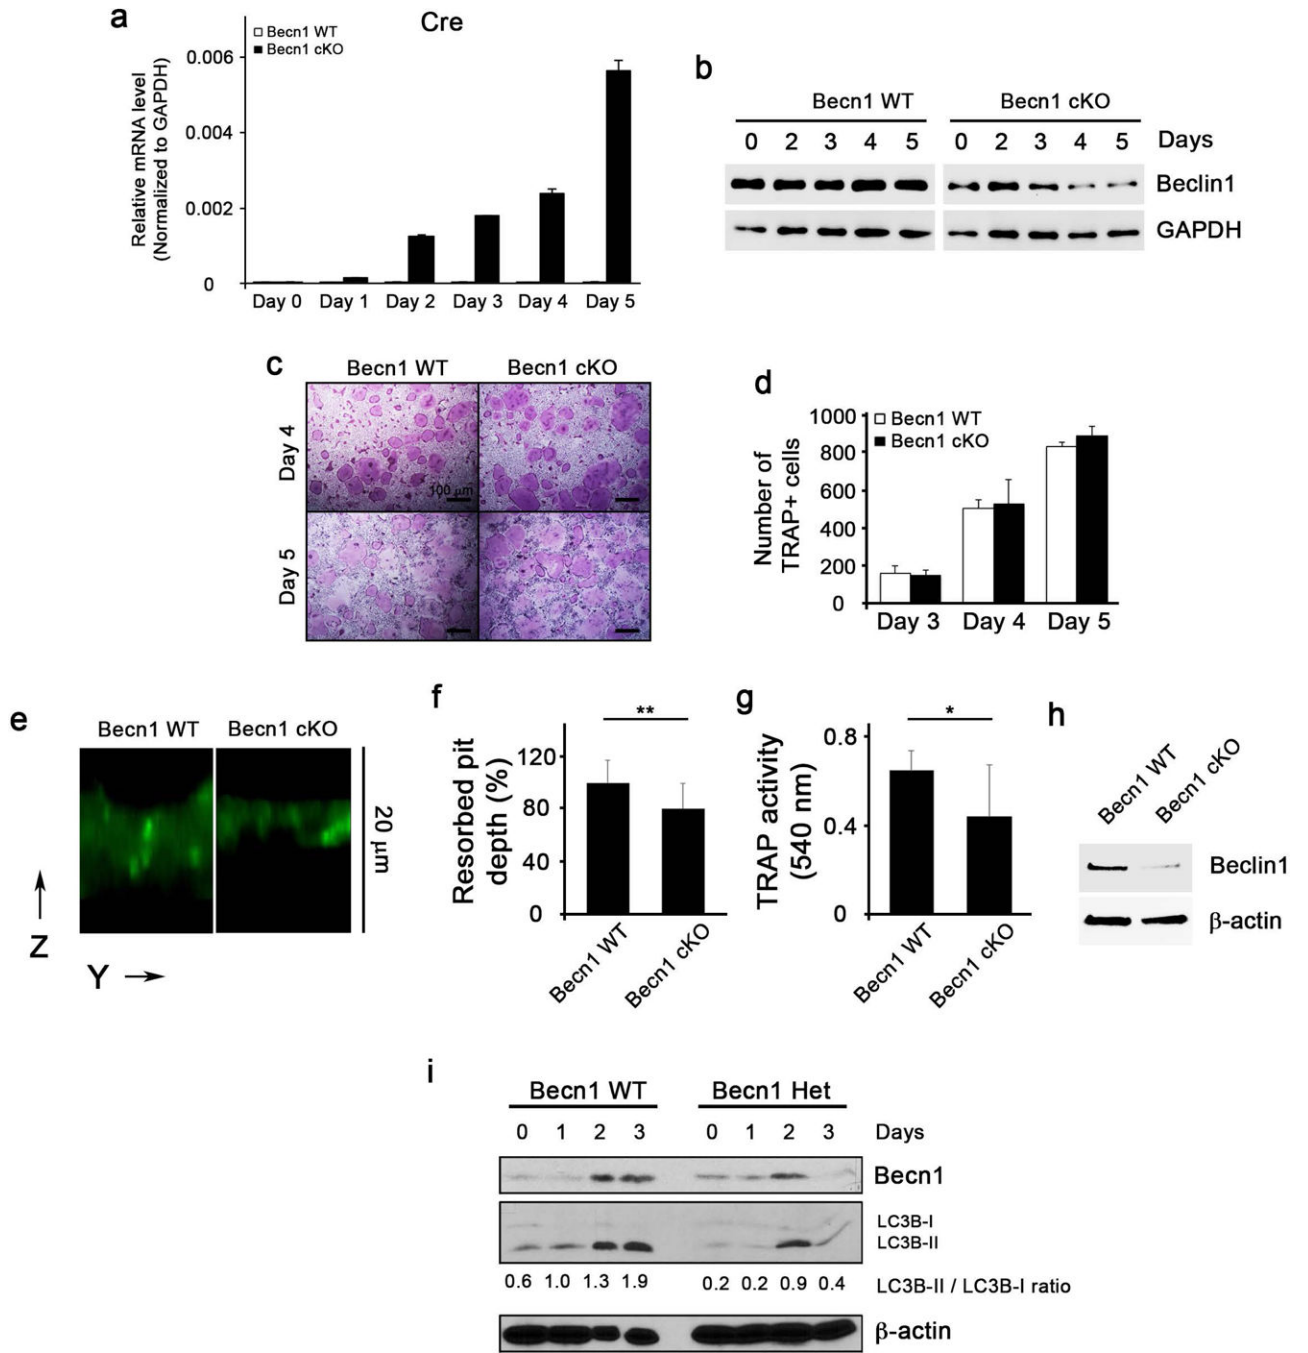 a
Cre
Becn1 WT
Becn1 cKO
Relative mRNA level
(Normalized to GAPDH)
0.006
0.004
0.002
0
Day 0 Day 1 Day 2 Day 3 Day 4 Day 5
b
Becn1 WT Becn1 cKO
0 2 3 4 5 0 2 3 4 5 Days
Beclin1
GAPDH
c
Becn1 WT Becn1 cKO
Day 4
100 µm
Day 5
d
Becn1 WT
Becn1 cKO
Number of
TRAP+ cells
1000
800
600
400
200
0
Day 3 Day 4 Day 5
e
Becn1 WT Becn1 cKO
20 µm
Z
Y
f
**
Resorbed pit
depth (%)
120
80
40
0
Becn1 WT
Becn1 cKO
g
*
TRAP activity
(540 nm)
0.8
0.4
0
Becn1 WT
Becn1 cKO
h
Becn1 WT
Becn1 cKO
Beclin1
β-actin
i
Becn1 WT Becn1 Het
0 1 2 3 0 1 2 3 Days
Becn1
LC3B-I
LC3B-II
0.6 1.0 1.3 1.9 0.2 0.2 0.9 0.4 LC3B-II / LC3B-I ratio
β-actin